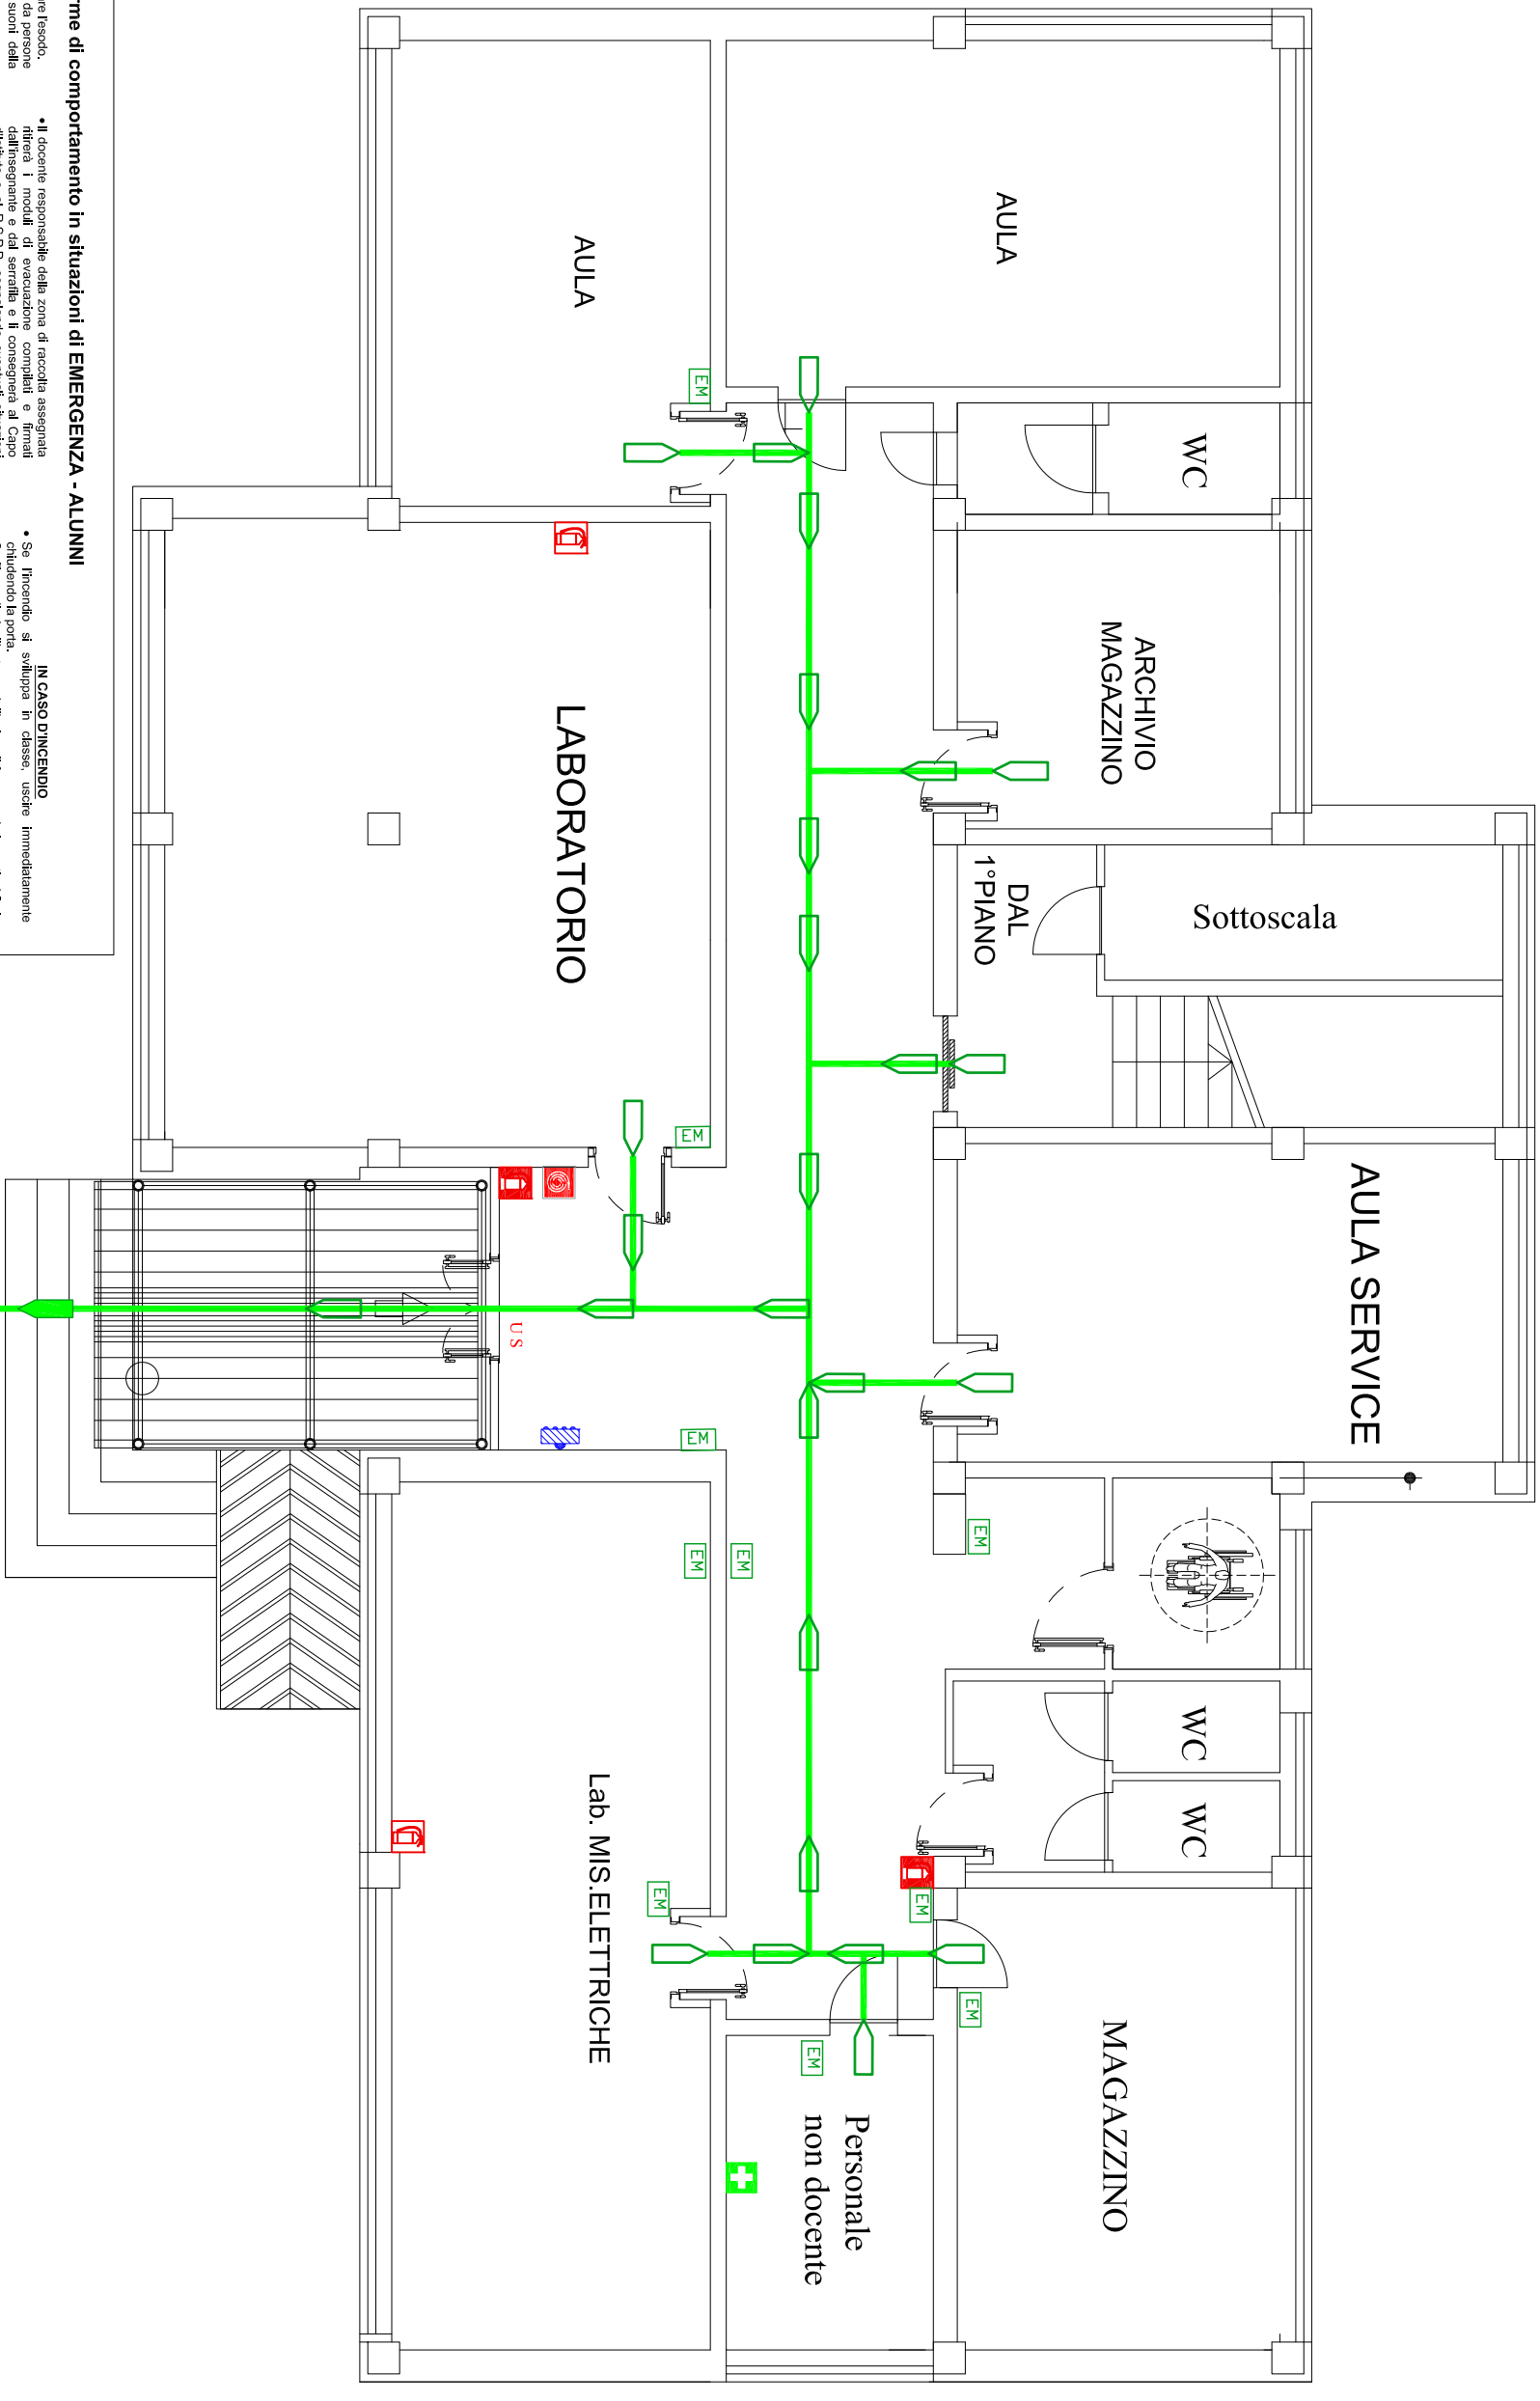 AULA SERVICE
Sottoscala
WC
WC
WC
ARCHIVIO
MAGAZZINO
MAGAZZINO
DAL
1°PIANO
AULA
EM
EM
EM
Personale
non docente
EM
EM
EM
EM
EM
EM
EM
AULA
LABORATORIO
Lab. MIS.ELETTRICHE
U S
rme di comportamento in situazioni di EMERGENZA - ALUNNI
re l'esodo.
da persone
suoni della
• Il docente responsabile della zona di raccolta assegnata
ritirerà i moduli di evacuazione compilati e firmati
dall'insegnante e dal serrafila e li consegnerà al Capo
IN CASO D'INCENDIO
• Se l'incendio si sviluppa in classe, uscire immediatamente
chiudendo la porta.